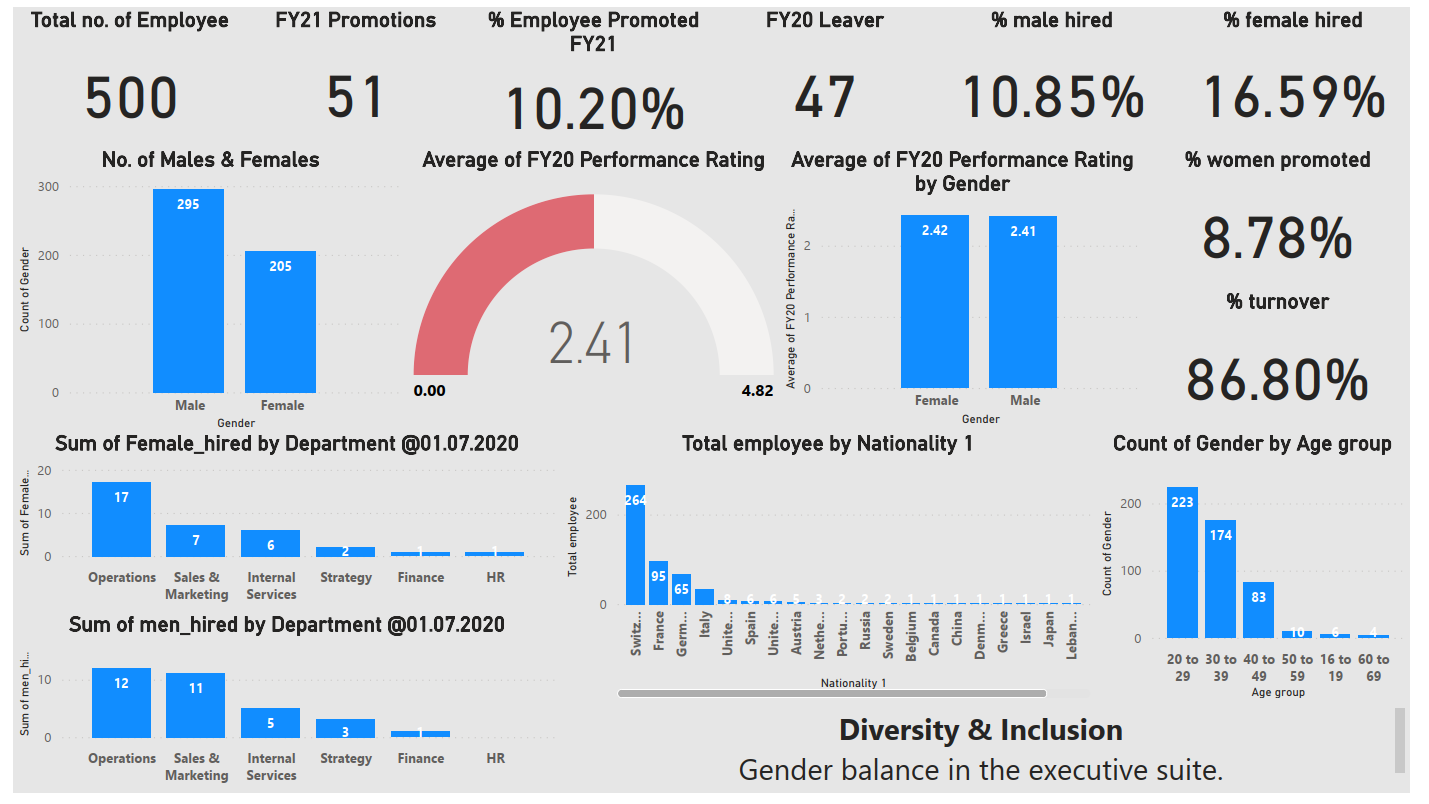 Total no. of Employee
500
FY21 Promotions
51
% Employee Promoted
FY21
10.20%
FY20 Leaver
47
% male hired
10.85%
% female hired
16.59%
No. of Males & Females
Count of Gender
300
200
100
0
295
205
Male
Female
Gender
Average of FY20 Performance Rating
2.41
0.00
4.82
Average of FY20 Performance Rating
by Gender
Average of FY20 Performance Ra...
2
1
0
2.42
2.41
Female
Male
Gender
% women promoted
8.78%
% turnover
86.80%
Sum of Female_hired by Department @01.07.2020
Sum of Female...
20
10
0
17
7
6
2
1
1
Operations
Sales &
Marketing
Internal
Services
Strategy
Finance
HR
Sum of men_hired by Department @01.07.2020
Sum of men_hi...
10
0
12
11
5
3
1
Operations
Sales &
Marketing
Internal
Services
Strategy
Finance
HR
Total employee by Nationality 1
Total employee
200
0
264
95
65
8
6
6
5
3
2
2
2
1
1
1
1
1
1
1
1
Switz...
France
Germ...
Italy
Unite...
Spain
Unite...
Austria
Nethe...
Portu...
Russia
Sweden
Belgium
Canada
China
Denm...
Greece
Israel
Japan
Leban...
Nationality 1
Count of Gender by Age group
Count of Gender
200
100
0
223
174
83
10
6
4
20 to
29
30 to
39
40 to
49
50 to
59
16 to
19
60 to
69
Age group
Diversity & Inclusion
Gender balance in the executive suite.